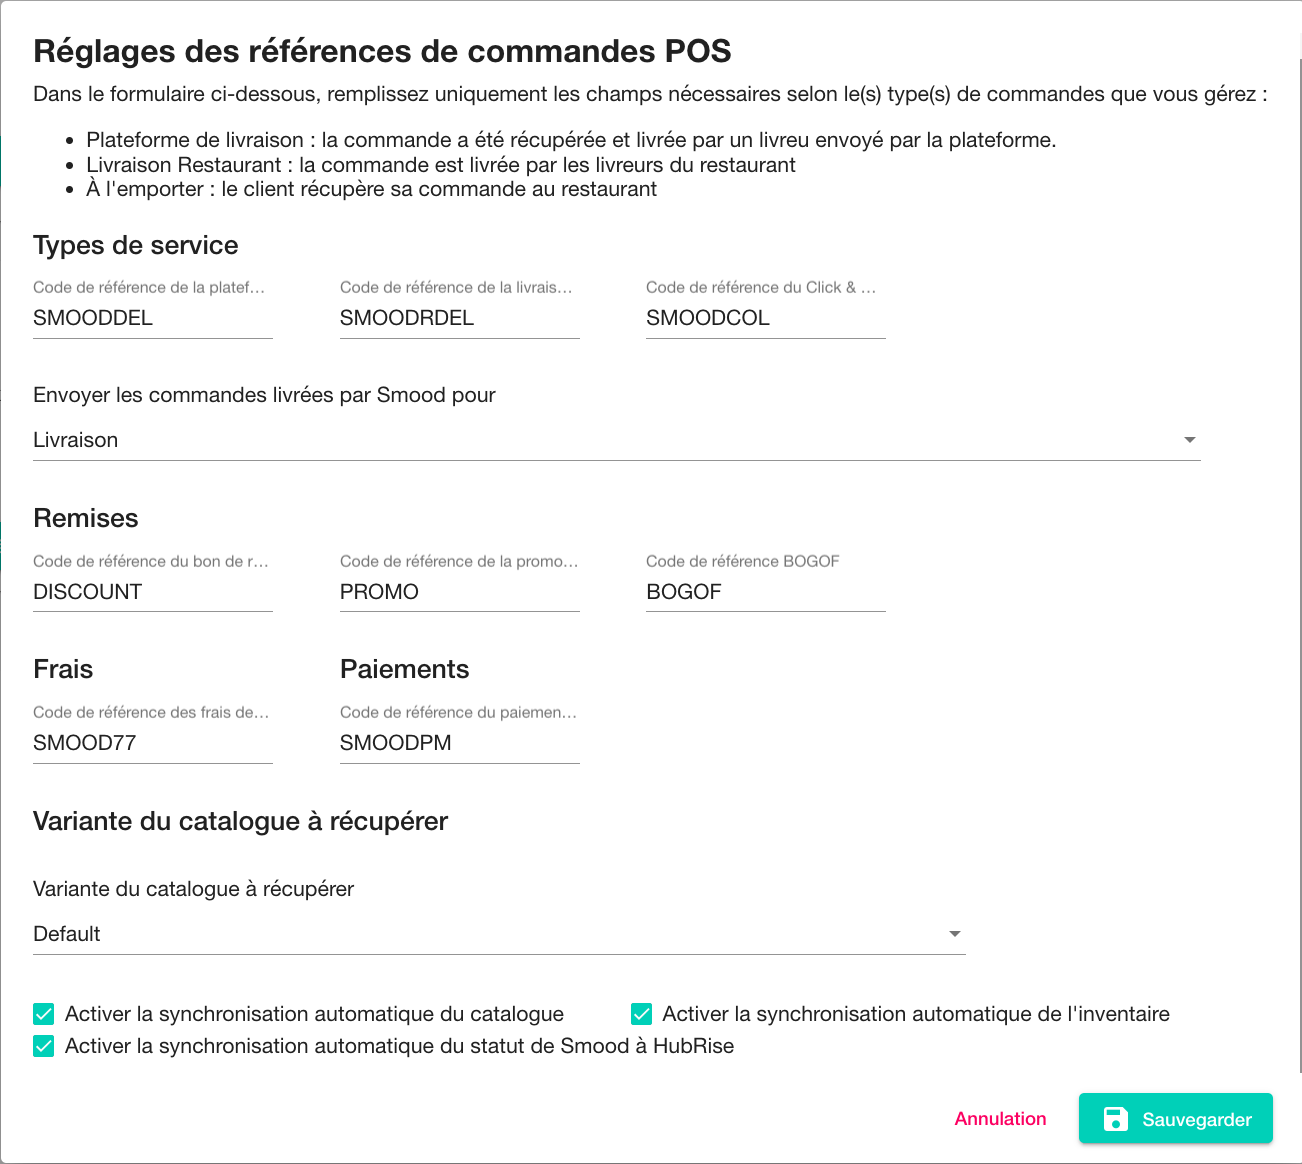 Réglages des références de commandes POS
Dans le formulaire ci-dessous, remplissez uniquement les champs nécessaires selon le(s) type(s) de commandes que vous gérez :
• Plateforme de livraison : la commande a été récupérée et livrée par un livreu envoyé par la plateforme.
• Livraison Restaurant : la commande est livrée par les livreurs du restaurant
• À l'emporter : le client récupère sa commande au restaurant
Types de service
Code de référence de la platef… Code de référence de la livrais… Code de référence du Click & …
SMOODDEL SMOODRDEL SMOODCOL
Envoyer les commandes livrées par Smood pour
Livraison
Remises
Code de référence du bon de r… Code de référence de la promo… Code de référence BOGOF
DISCOUNT PROMO BOGOF
Frais Paiements
Code de référence des frais de… Code de référence du paiemen…
SMOOD77 SMOODPM
Variante du catalogue à récupérer
Variante du catalogue à récupérer
Default
Activer la synchronisation automatique du catalogue Activer la synchronisation automatique de l'inventaire
Activer la synchronisation automatique du statut de Smood à HubRise
Annulation Sauvegarder